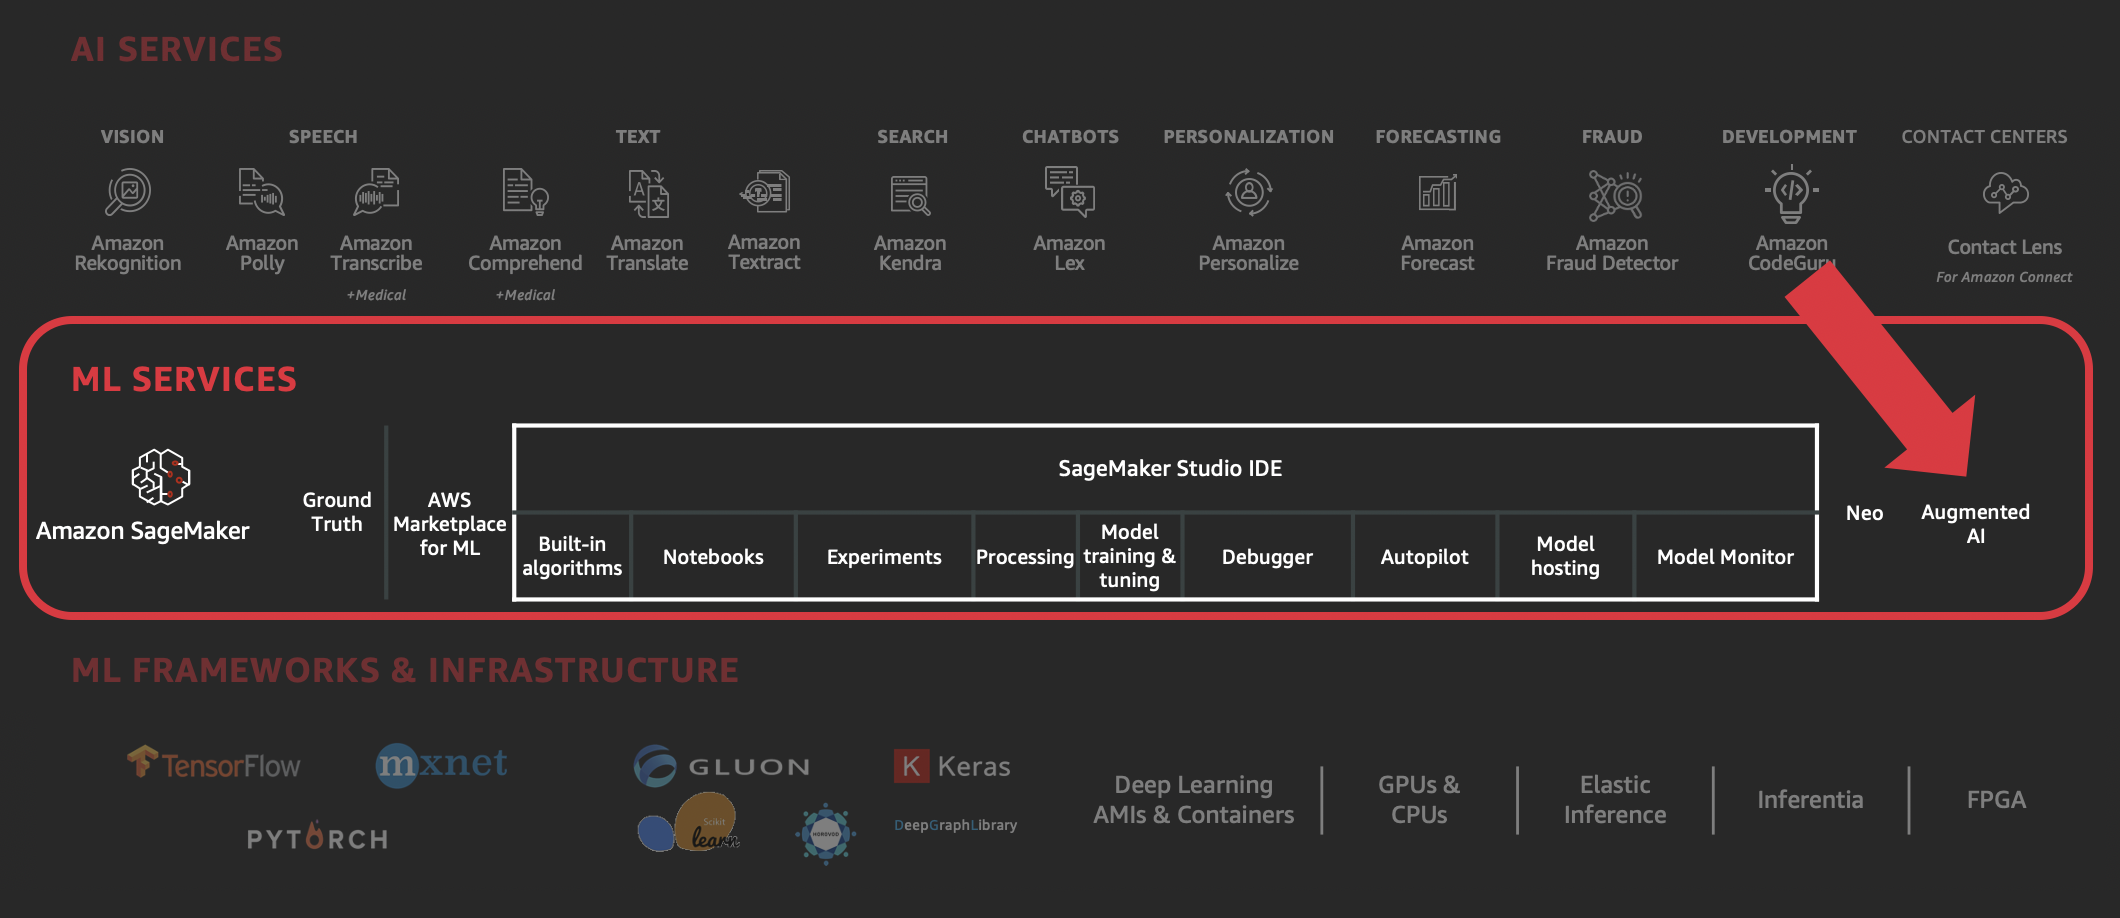 AI SERVICES
VISION
SPEECH
TEXT
SEARCH
CHATBOTS
PERSONALIZATION
FORECASTING
FRAUD
DEVELOPMENT
CONTACT CENTERS
Amazon
Rekognition
Amazon
Polly
Amazon
Transcribe
+Medical
Amazon
Comprehend
+Medical
Amazon
Translate
Amazon
Textract
Amazon
Kendra
Amazon
Lex
Amazon
Personalize
Amazon
Forecast
Amazon
Fraud Detector
Amazon
CodeGuru
Contact Lens
For Amazon Connect
ML SERVICES
Amazon SageMaker
Ground
Truth
AWS
Marketplace
for ML
SageMaker Studio IDE
Built-in
algorithms
Notebooks
Experiments
Processing
Model
training &
tuning
Debugger
Autopilot
Model
hosting
Model Monitor
Neo
Augmented
AI
ML FRAMEWORKS & INFRASTRUCTURE
TensorFlow
mxnet
GLUON
K Keras
PYTORCH
Scikit
learn
HOROVOD
DeepGraphLibrary
Deep Learning
AMIs & Containers
GPUs &
CPUs
Elastic
Inference
Inferentia
FPGA